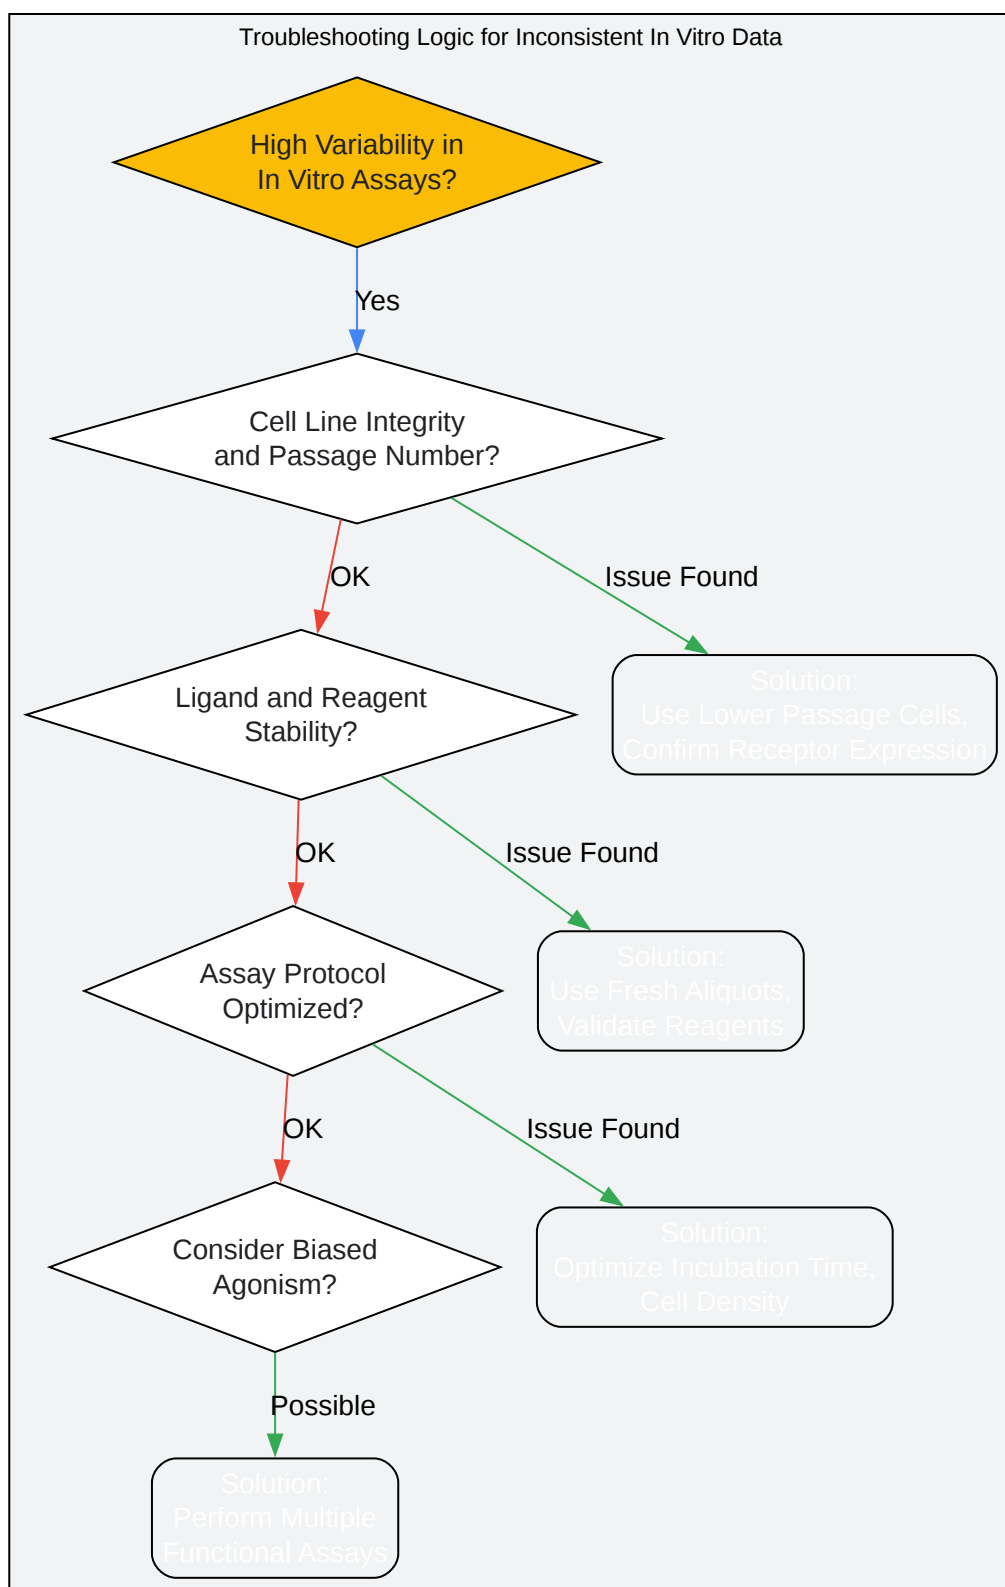 Troubleshooting Logic for Inconsistent In Vitro Data
High Variability in
In Vitro Assays?
Yes
Cell Line Integrity
and Passage Number?
OK
Issue Found
Solution:
Use Lower Passage Cells,
Confirm Receptor Expression
Ligand and Reagent
Stability?
OK
Issue Found
Solution:
Use Fresh Aliquots,
Validate Reagents
Assay Protocol
Optimized?
OK
Issue Found
Solution:
Optimize Incubation Time,
Cell Density
Consider Biased
Agonism?
Possible
Solution:
Perform Multiple
Functional Assays